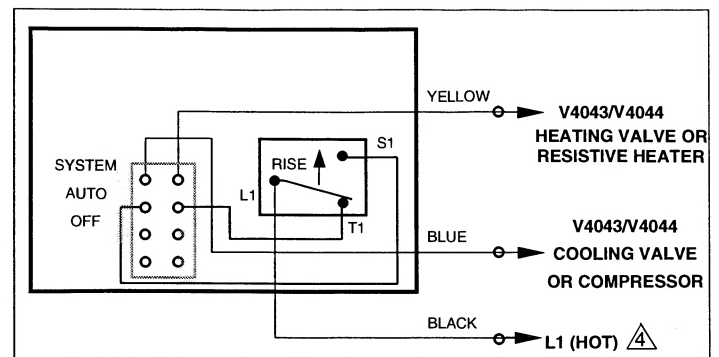 YELLOW
V4043/V4044
HEATING VALVE OR
RESISTIVE HEATER
S1
SYSTEM
AUTO
OFF
RISE
L1
T1
BLUE
V4043/V4044
COOLING VALVE
OR COMPRESSOR
BLACK
L1 (HOT) 4